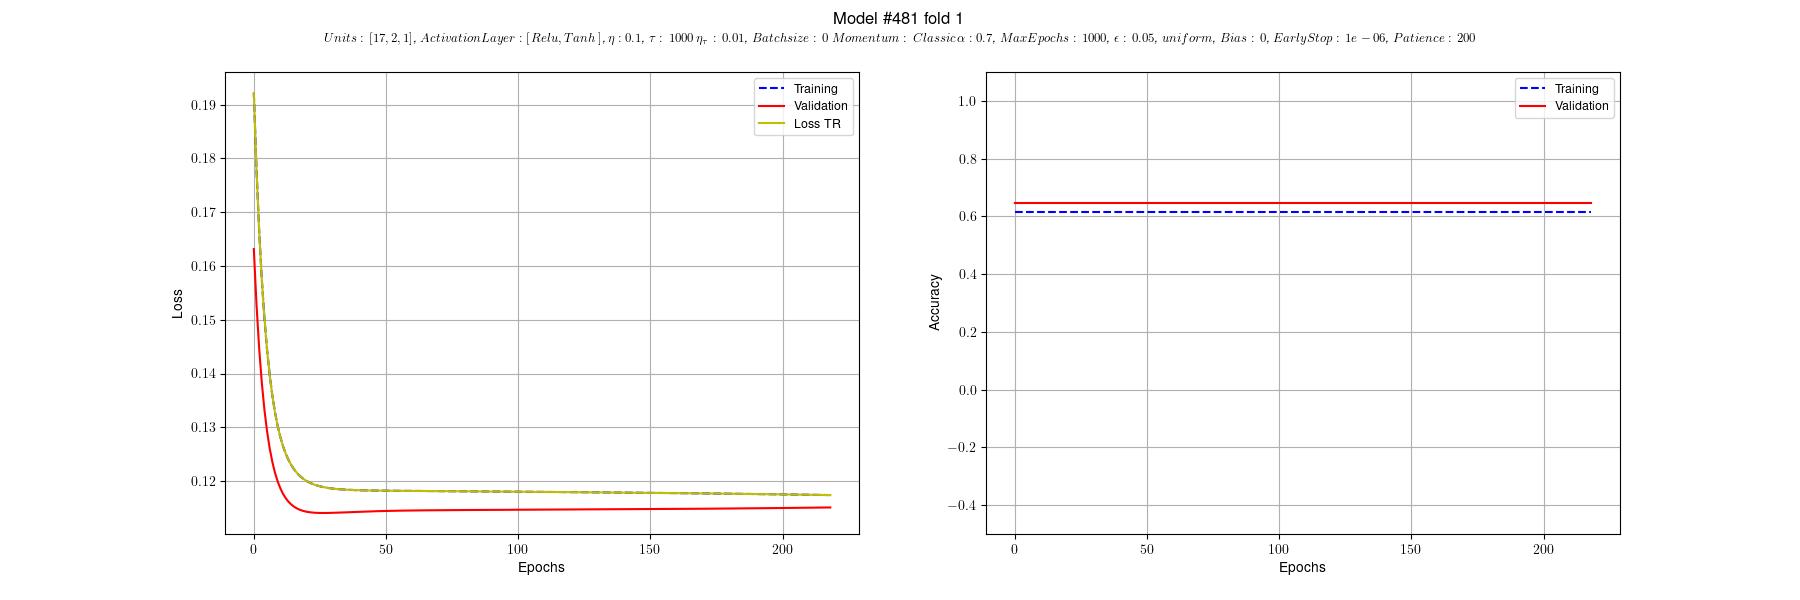 Model #481 fold 1
Units : [17, 2, 1], ActivationLayer : [Relu, Tanh], η : 0.1, τ : 1000 η_τ : 0.01, Batchsize : 0 Momentum : Classicα : 0.7, MaxEpochs : 1000, ϵ : 0.05, uniform, Bias : 0, EarlyStop : 1e − 06, Patience : 200
Training
Validation
Loss TR
0.19
0.18
0.17
0.16
0.15
0.14
0.13
0.12
Loss
0 50 100 150 200
Epochs
Training
Validation
1.0
0.8
0.6
0.4
0.2
0.0
−0.2
−0.4
Accuracy
0 50 100 150 200
Epochs